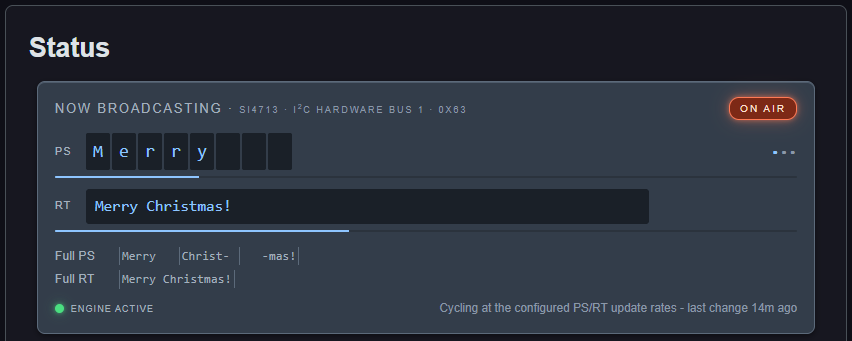 Status
NOW BROADCASTING · SI4713 · I²C HARDWARE BUS 1 · 0X63
ON AIR
PS Merry
RT Merry Christmas!
Full PS |Merry |Christ- | -mas!|
Full RT |Merry Christmas!|
ENGINE ACTIVE
Cycling at the configured PS/RT update rates - last change 14m ago